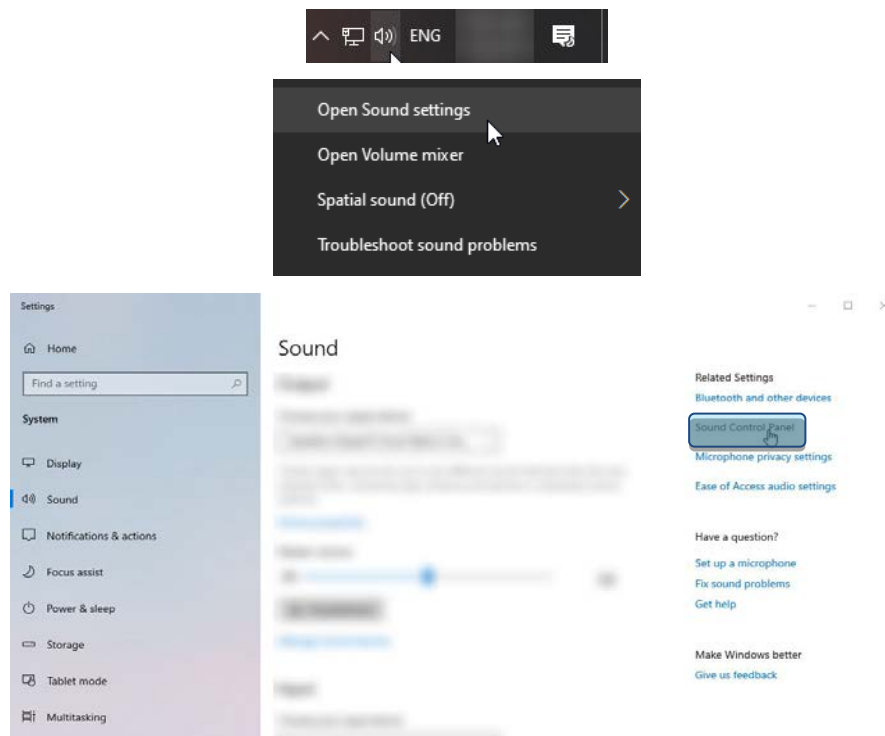 ENG
Open Sound settings
Open Volume mixer
Spatial sound (Off)
Troubleshoot sound problems
Settings
Home
Find a setting
System
Display
Sound
Notifications & actions
Focus assist
Power & sleep
Storage
Tablet mode
Multitasking
Sound
Related Settings
Bluetooth and other devices
Sound Control Panel
Microphone privacy settings
Ease of Access audio settings
Have a question?
Set up a microphone
Fix sound problems
Get help
Make Windows better
Give us feedback